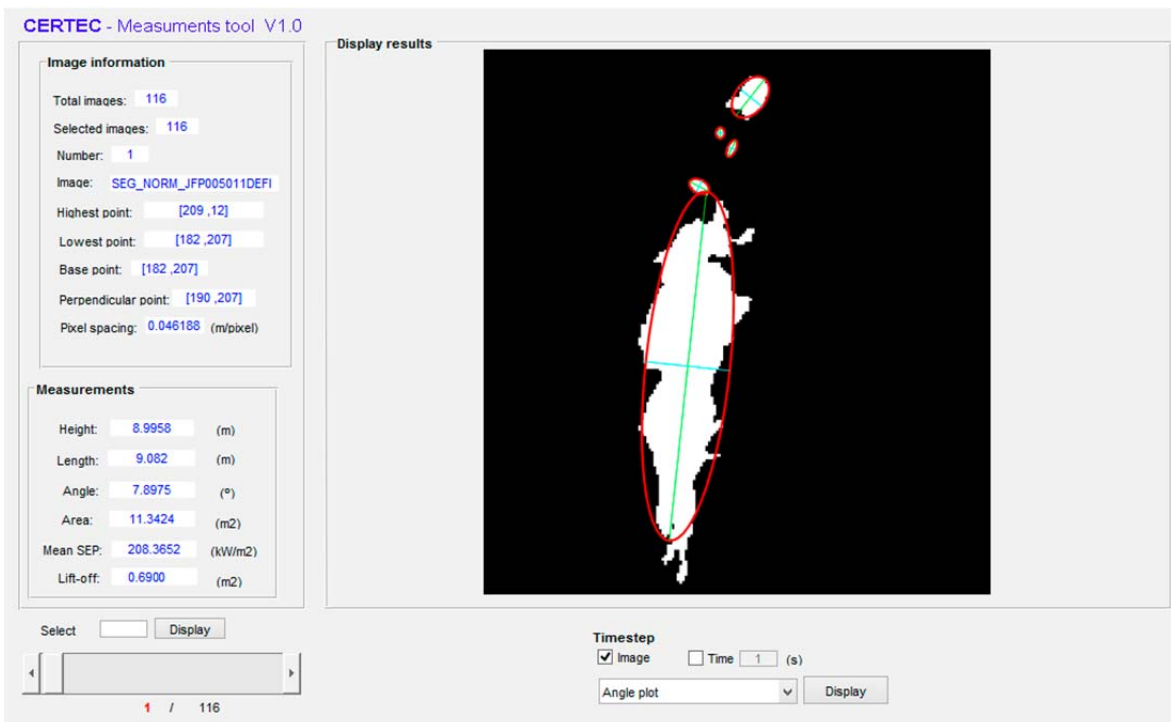 CERTEC - Measuments tool V1.0
Image information
Total images: 116
Selected images: 116
Number: 1
Image: SEG_NORM_JFP005011DEFI
Highest point: [209 ,12]
Lowest point: [182 ,207]
Base point: [182 ,207]
Perpendicular point: [190 ,207]
Pixel spacing: 0.046188 (m/pixel)
Measurements
Height: 8.9958 (m)
Length: 9.082 (m)
Angle: 7.8975 (º)
Area: 11.3424 (m2)
Mean SEP: 208.3652 (kW/m2)
Lift-off: 0.6900 (m2)
Select Display
1 / 116
Display results
Timestep
Image Time 1 (s)
Angle plot Display